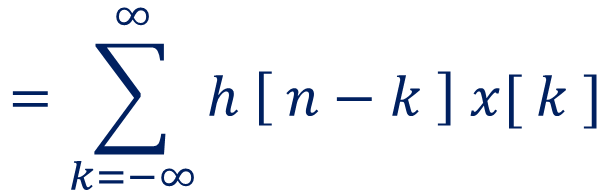 = ∑_{k=−∞}^{∞} h [ n − k ] x[ k ]